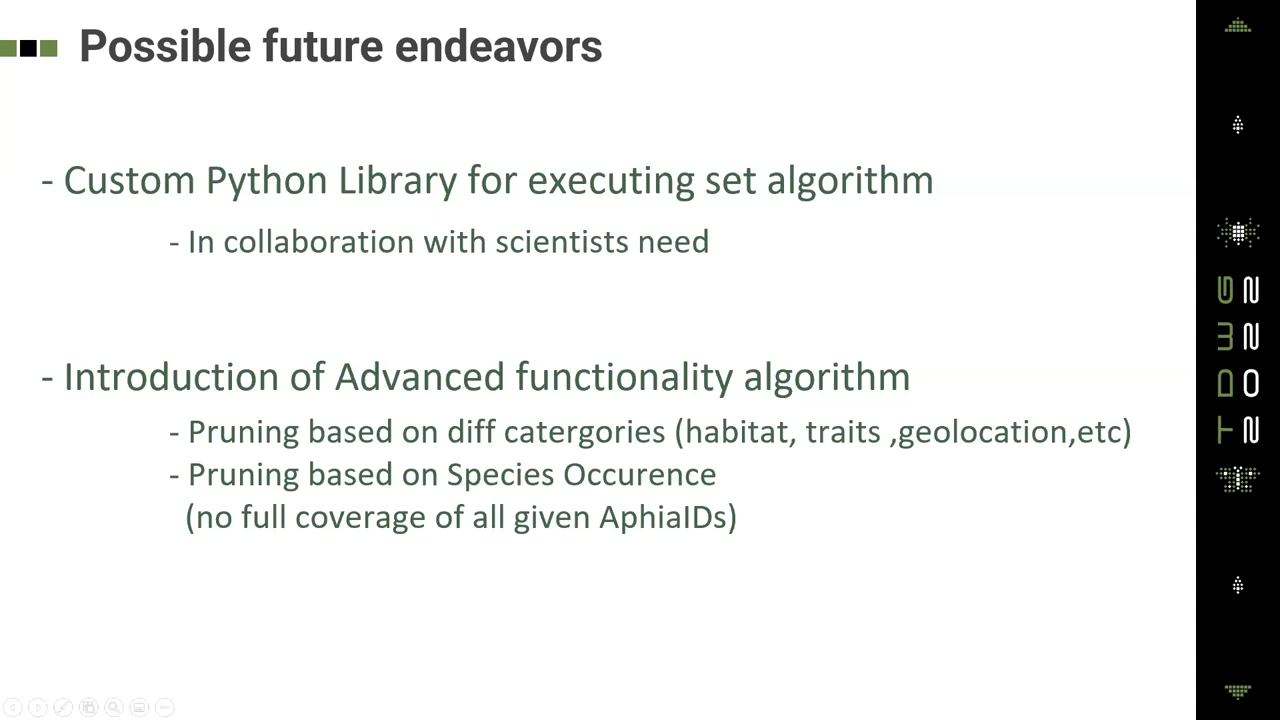 Possible future endeavors
- Custom Python Library for executing set algorithm
- In collaboration with scientists need
- Introduction of Advanced functionality algorithm
- Pruning based on diff catergories (habitat, traits ,geolocation,etc)
- Pruning based on Species Occurence
(no full coverage of all given AphiaIDs)
TDWG
2022